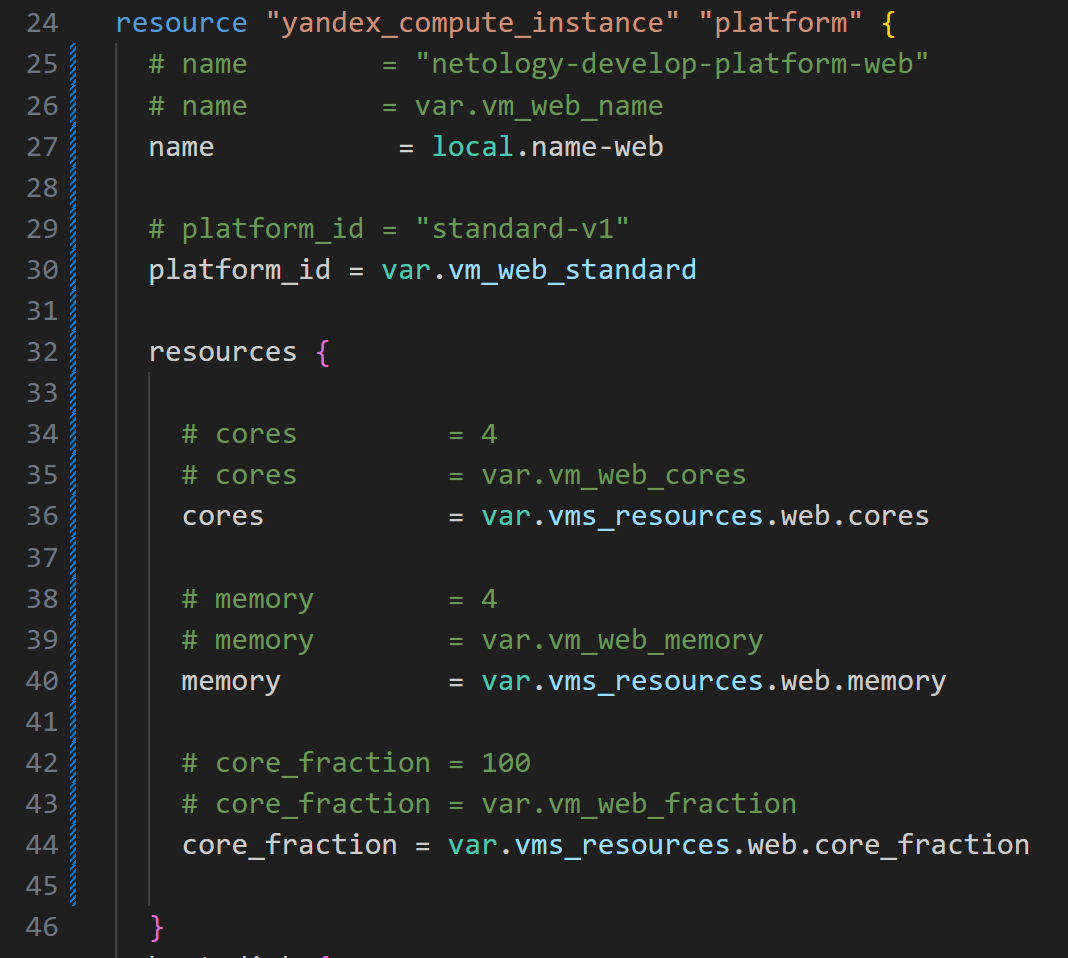 24 resource "yandex_compute_instance" "platform" {
25 # name        = "netology-develop-platform-web"
26 # name        = var.vm_web_name
27 name           = local.name-web
28
29 # platform_id = "standard-v1"
30 platform_id = var.vm_web_standard
31
32 resources {
33
34 # cores         = 4
35 # cores         = var.vm_web_cores
36 cores           = var.vms_resources.web.cores
37
38 # memory        = 4
39 # memory        = var.vm_web_memory
40 memory          = var.vms_resources.web.memory
41
42 # core_fraction = 100
43 # core_fraction = var.vm_web_fraction
44 core_fraction = var.vms_resources.web.core_fraction
45
46 }